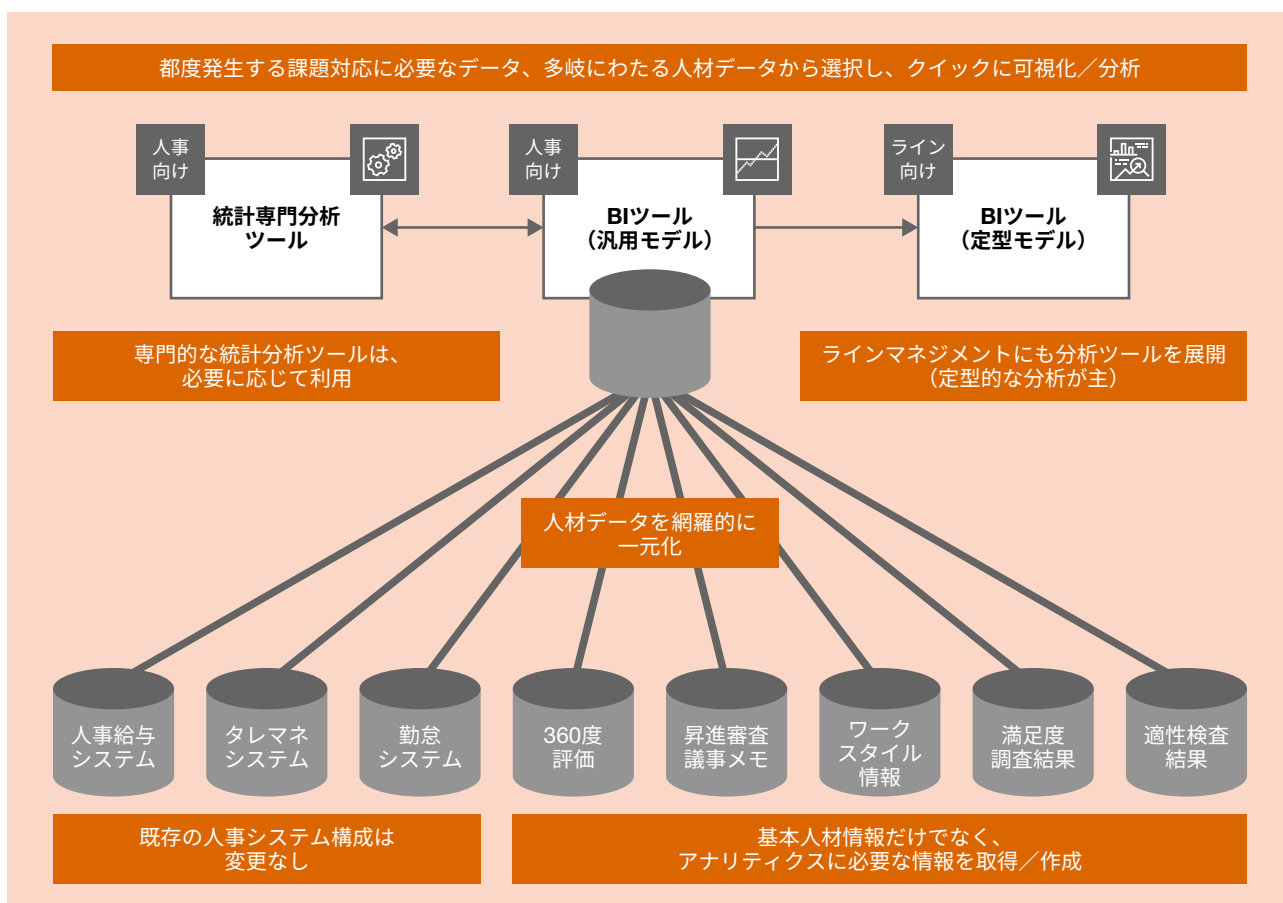 都度発生する課題対応に必要なデータ、多岐にわたる人材データから選択し、クイックに可視化／分析
人事
向け
統計専門分析
ツール
人事
向け
BIツール
（汎用モデル）
ライン
向け
BIツール
（定型モデル）
専門的な統計分析ツールは、
必要に応じて利用
ラインマネジメントにも分析ツールを展開
（定型的な分析が主）
人材データを網羅的に
一元化
人事給与
システム
タレマネ
システム
勤怠
システム
360度
評価
昇進審査
議事メモ
ワーク
スタイル
情報
満足度
調査結果
適性検査
結果
既存の人事システム構成は
変更なし
基本人材情報だけでなく、
アナリティクスに必要な情報を取得／作成